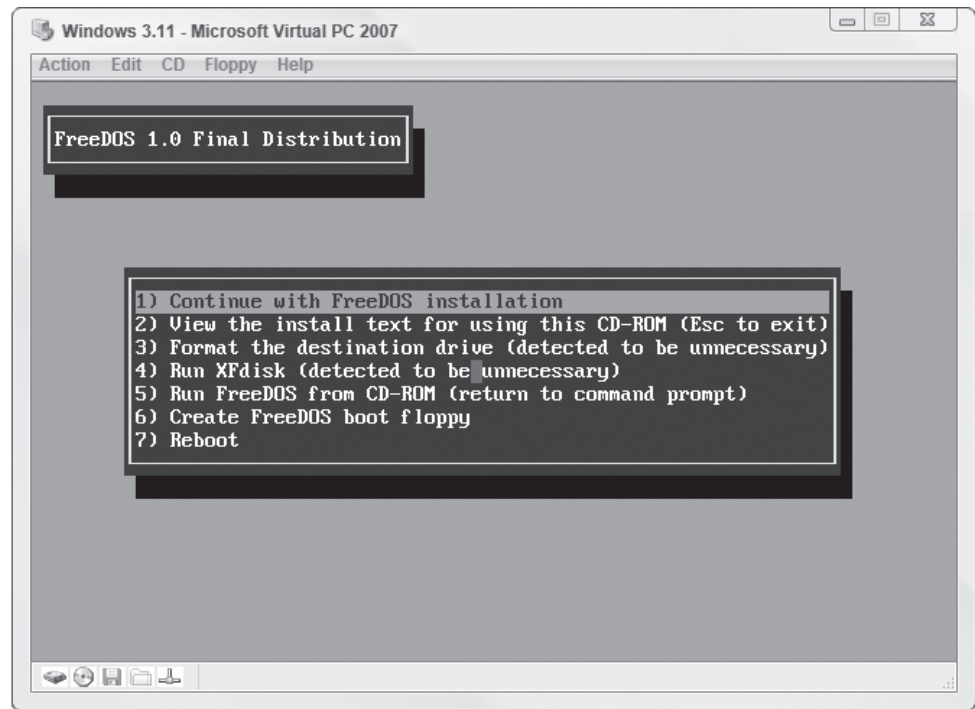 Windows 3.11 - Microsoft Virtual PC 2007
Action Edit CD Floppy Help
FreeDOS 1.0 Final Distribution
1) Continue with FreeDOS installation
2) View the install text for using this CD-ROM (Esc to exit)
3) Format the destination drive (detected to be unnecessary)
4) Run XFdisk (detected to be unnecessary)
5) Run FreeDOS from CD-ROM (return to command prompt)
6) Create FreeDOS boot floppy
7) Reboot